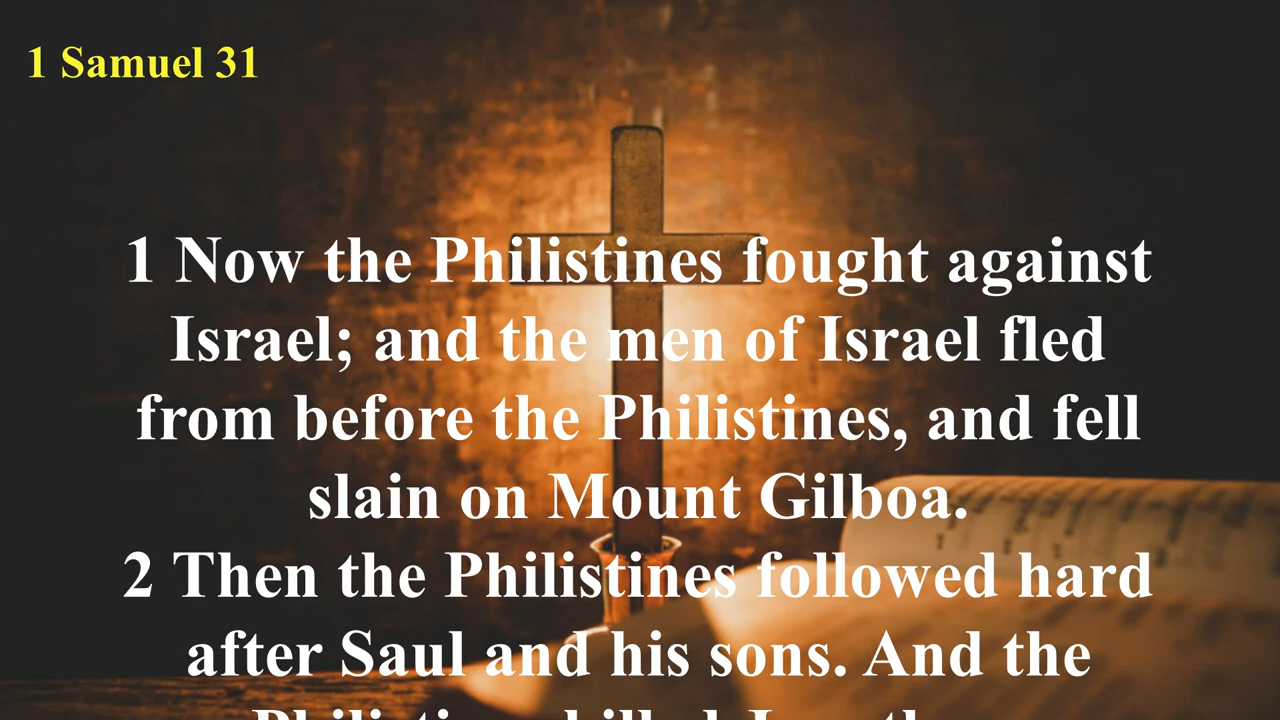 1 Samuel 31
1 Now the Philistines fought against
Israel; and the men of Israel fled
from before the Philistines, and fell
slain on Mount Gilboa.
2 Then the Philistines followed hard
after Saul and his sons. And the
Philistines killed